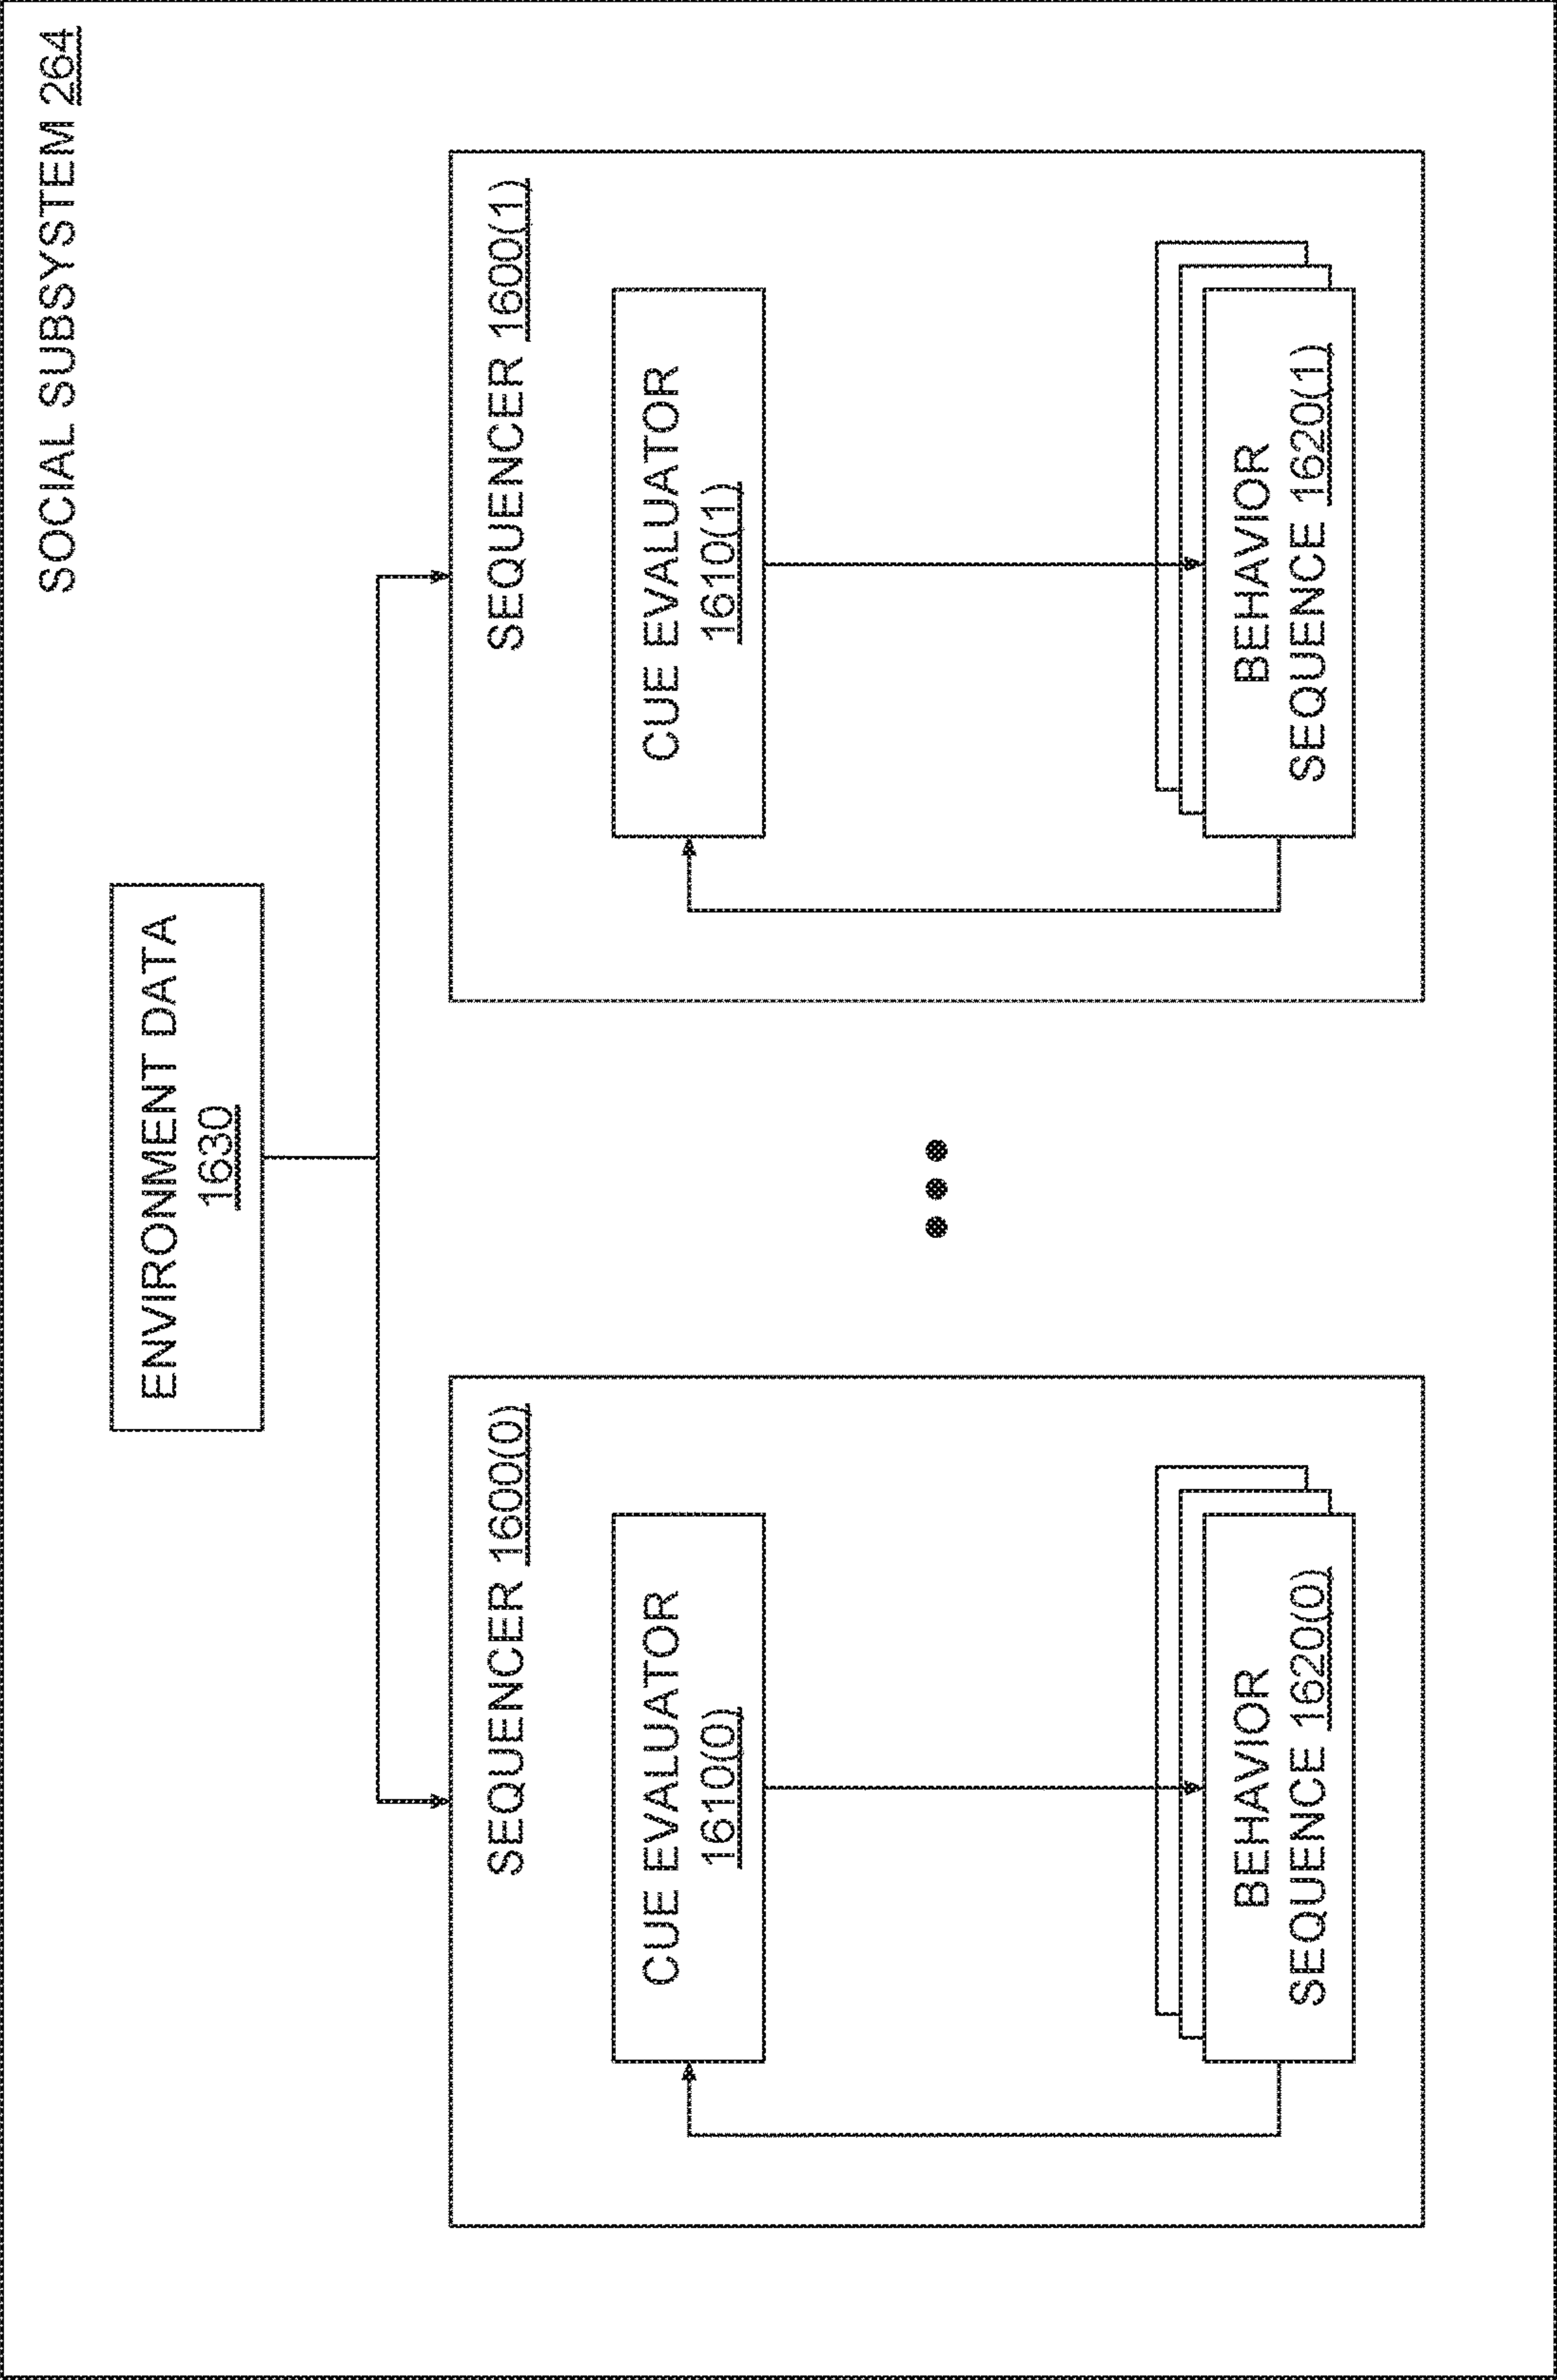 SOCIAL SUBSYSTEM 264
ENVIRONMENT DATA
1630
SEQUENCER 1600(0)
CUE EVALUATOR
1610(0)
BEHAVIOR
SEQUENCE 1620(0)
SEQUENCER 1600(1)
CUE EVALUATOR
1610(1)
BEHAVIOR
SEQUENCE 1620(1)